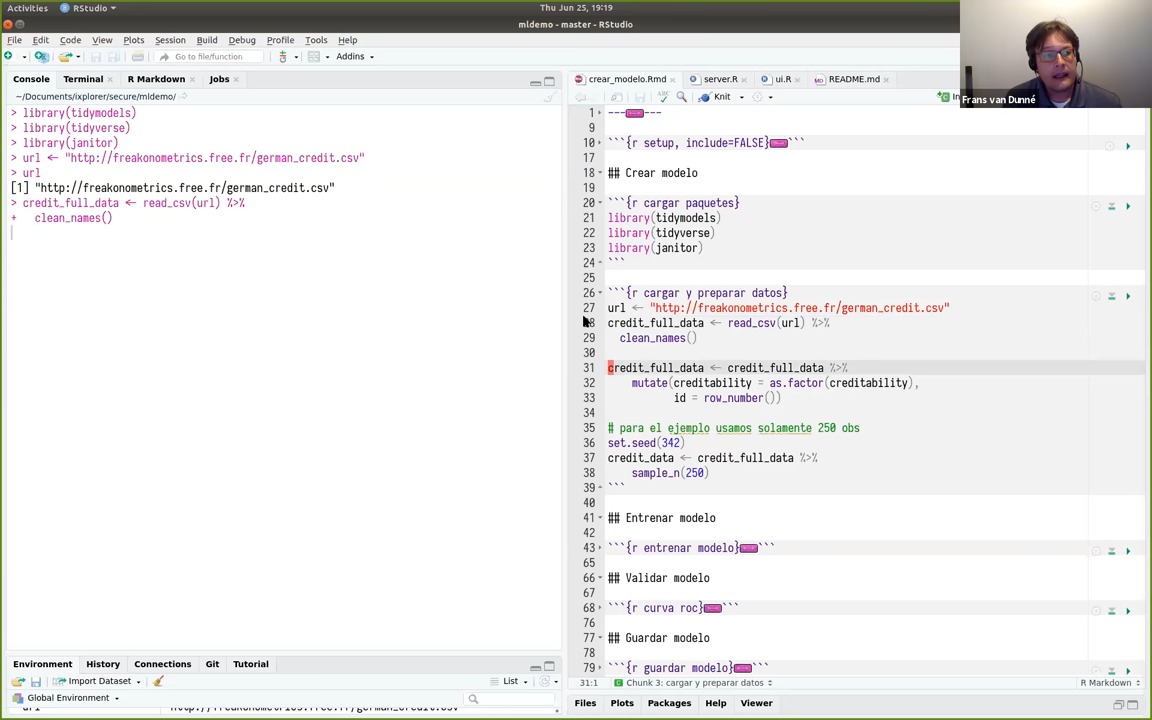 Activities
RStudio
Thu Jun 25, 19:19
mldemo - master - RStudio
File Edit Code View Plots Session Build Debug Profile Tools Help
Go to file/function
Addins
Frans van Dunné
Console Terminal R Markdown Jobs
~/Documents/ixplorer/secure/mldemo/
> library(tidymodels)
> library(tidyverse)
> library(janitor)
> url ← "http://freakonometrics.free.fr/german_credit.csv"
> url
[1] "http://freakonometrics.free.fr/german_credit.csv"
> credit_full_data ← read_csv(url) %>%
+ clean_names()
Environment History Connections Git Tutorial
Import Dataset
List
Global Environment
url
"http://freakonometrics.free.fr/german_credit.csv"
crear_modelo.Rmd server.R ui.R README.md
ABC
Knit
1 ---
---
9
10 ```{r setup, include=FALSE}
```
17
18 ## Crear modelo
19
20 ```{r cargar paquetes}
21 library(tidymodels)
22 library(tidyverse)
23 library(janitor)
24 ```
25
26 ```{r cargar y preparar datos}
27 url ← "http://freakonometrics.free.fr/german_credit.csv"
28 credit_full_data ← read_csv(url) %>%
29 clean_names()
30
31 credit_full_data ← credit_full_data %>%
32 mutate(creditability = as.factor(creditability),
33 id = row_number())
34
35 # para el ejemplo usamos solamente 250 obs
36 set.seed(342)
37 credit_data ← credit_full_data %>%
38 sample_n(250)
39 ```
40
41 ## Entrenar modelo
42
43 ```{r entrenar modelo}
```
65
66 ## Validar modelo
67
68 ```{r curva roc}
```
76
77 ## Guardar modelo
78
79 ```{r guardar modelo}
```
31:1
Chunk 3: cargar y preparar datos
R Markdown
Files Plots Packages Help Viewer